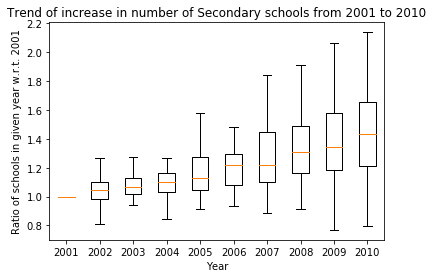 Trend of increase in number of Secondary schools from 2001 to 2010
Ratio of schools in given year w.r.t. 2001
2.2
2.0
1.8
1.6
1.4
1.2
1.0
0.8
2001 2002 2003 2004 2005 2006 2007 2008 2009 2010
Year